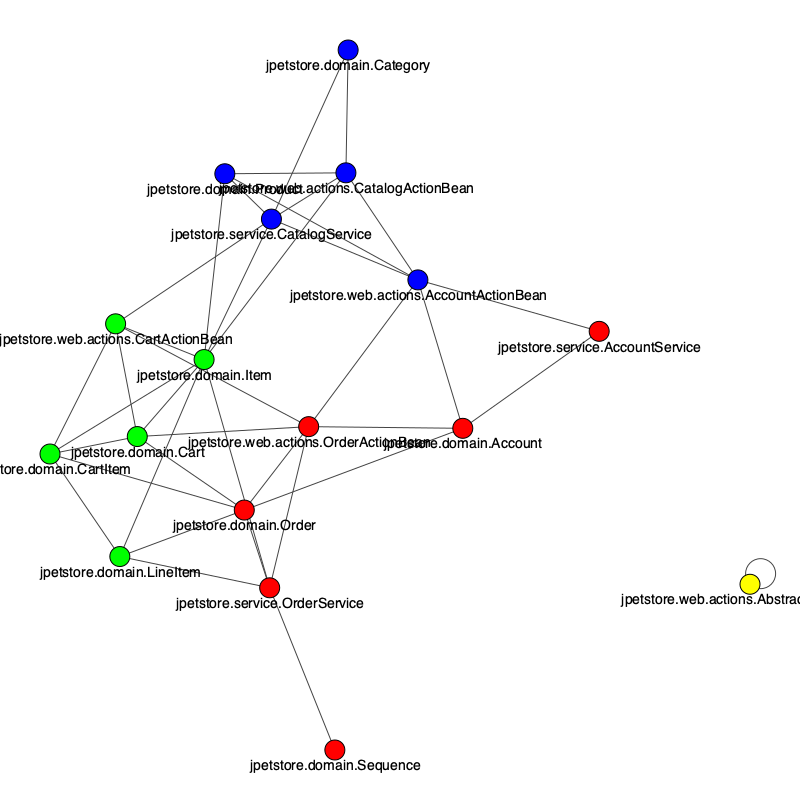 jpetstore.domain.Category
jpetstore.domain.Product
jpetstore.web.actions.CatalogActionBean
jpetstore.service.CatalogService
jpetstore.web.actions.AccountActionBean
jpetstore.web.actions.CartActionBean
jpetstore.service.AccountService
jpetstore.domain.Item
jpetstore.web.actions.OrderActionBean
jpetstore.domain.Account
jpetstore.domain.Cart
tore.domain.CartItem
jpetstore.domain.Order
jpetstore.domain.LineItem
jpetstore.web.actions.Abstrac
jpetstore.service.OrderService
jpetstore.domain.Sequence